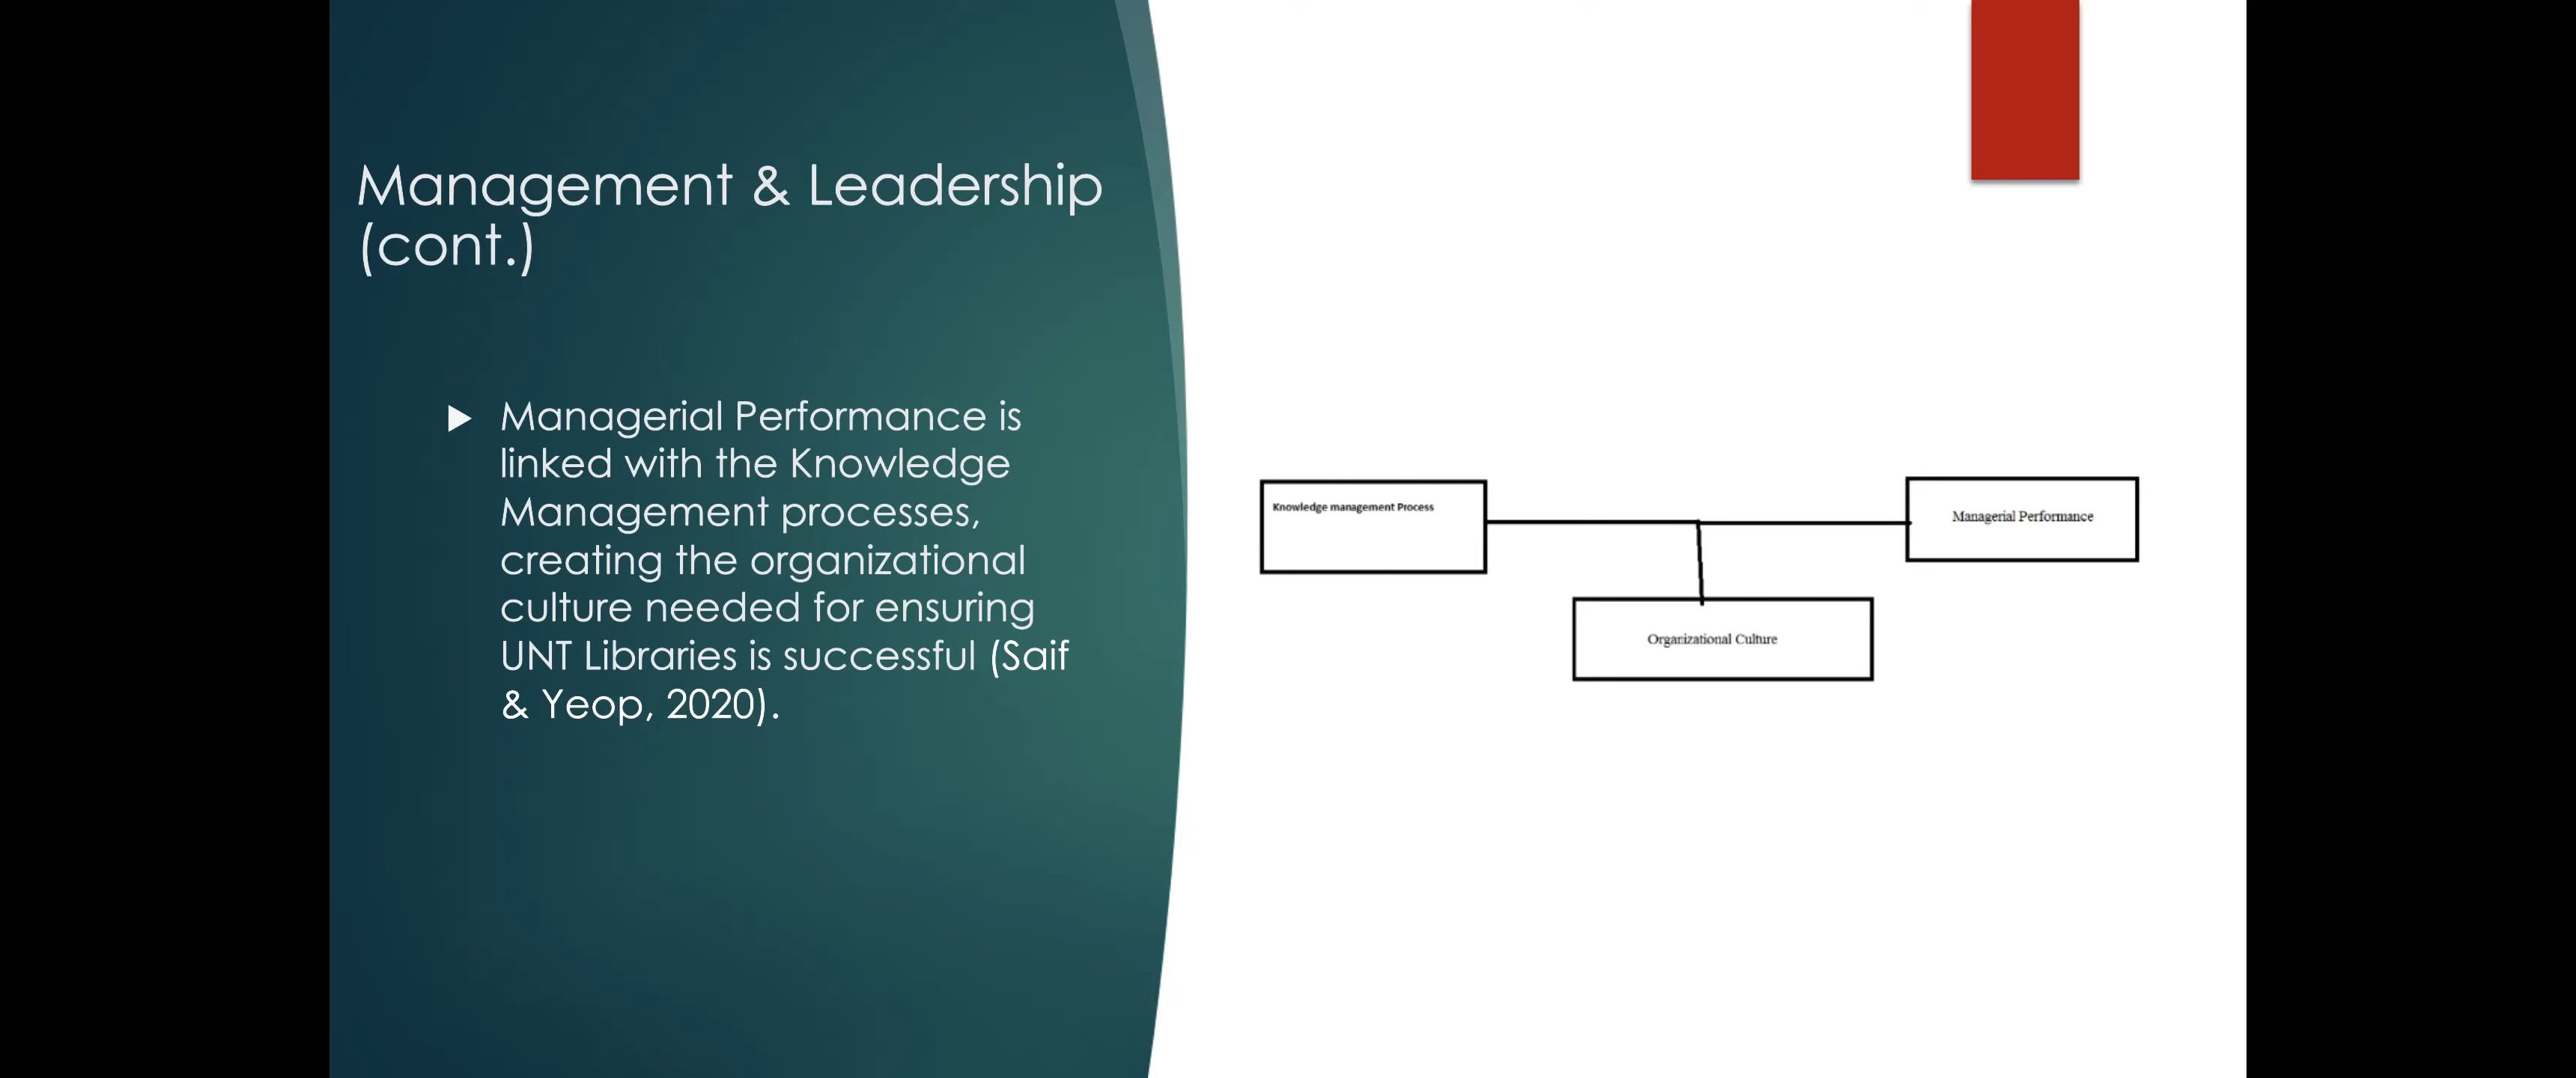 Management & Leadership
(cont.)
Managerial Performance is
linked with the Knowledge
Management processes,
creating the organizational
culture needed for ensuring
UNT Libraries is successful (Saif
& Yeop, 2020).
Knowledge management Process
Managerial Performance
Organizational Culture